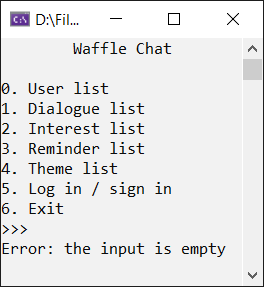 D:\Fil...
Waffle Chat
0. User list
1. Dialogue list
2. Interest list
3. Reminder list
4. Theme list
5. Log in / sign in
6. Exit
>>>
Error: the input is empty